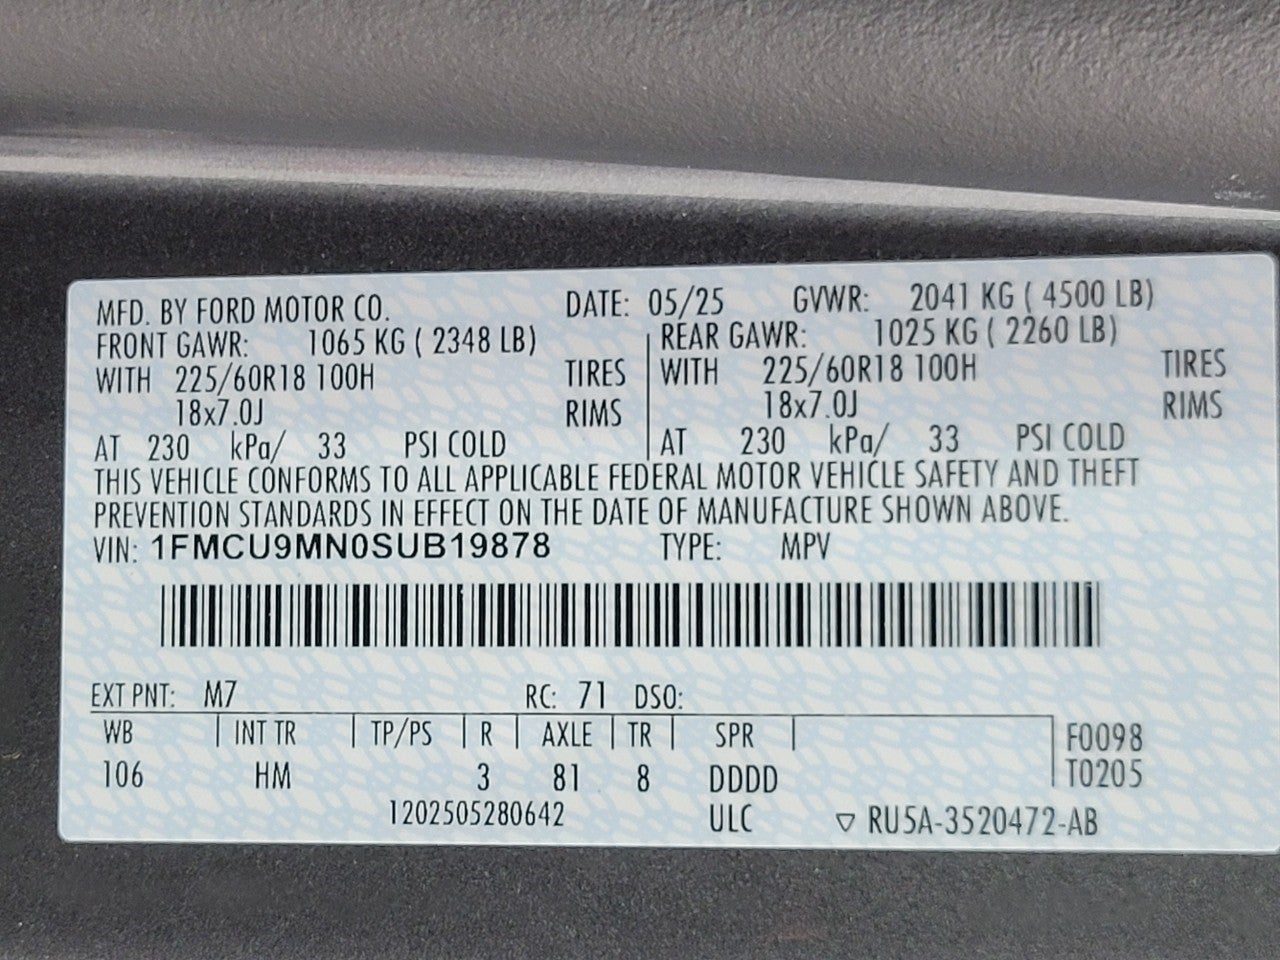 MFD. BY FORD MOTOR CO. DATE: 05/25 GVWR: 2041 KG ( 4500 LB)
FRONT GAWR: 1065 KG ( 2348 LB) REAR GAWR: 1025 KG ( 2260 LB)
WITH 225/60R18 100H TIRES WITH 225/60R18 100H TIRES
18x7.0J RIMS 18x7.0J RIMS
AT 230 kPa/ 33 PSI COLD AT 230 kPa/ 33 PSI COLD
THIS VEHICLE CONFORMS TO ALL APPLICABLE FEDERAL MOTOR VEHICLE SAFETY AND THEFT
PREVENTION STANDARDS IN EFFECT ON THE DATE OF MANUFACTURE SHOWN ABOVE.
VIN: 1FMCU9MN0SUB19878 TYPE: MPV
EXT PNT: M7 RC: 71 DSO:
WB INT TR TP/PS R AXLE TR SPR F0098
106 HM 3 81 8 DDDD T0205
1202505280642 ULC ▽ RU5A-3520472-AB